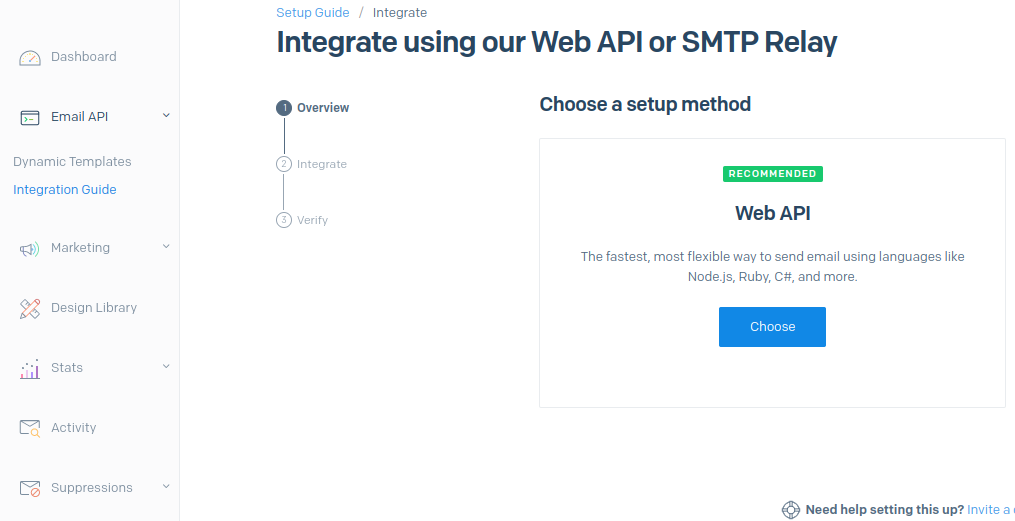 Setup Guide / Integrate
Integrate using our Web API or SMTP Relay
Dashboard
Email API
Dynamic Templates
Integration Guide
Marketing
Design Library
Stats
Activity
Suppressions
1 Overview
2 Integrate
3 Verify
Choose a setup method
RECOMMENDED
Web API
The fastest, most flexible way to send email using languages like
Node.js, Ruby, C#, and more.
Choose
Need help setting this up? Invite a